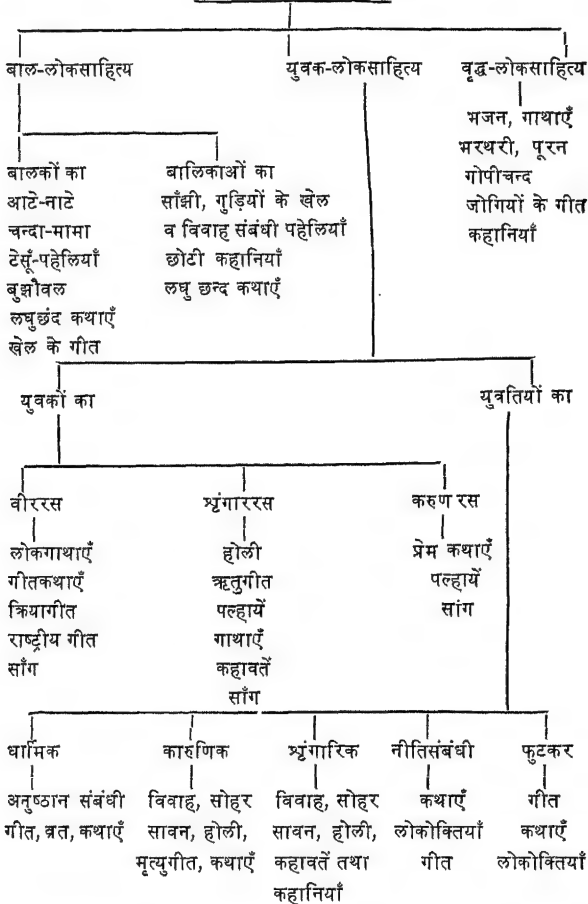 बाल-लोकसाहित्य युवक-लोकसाहित्य वृद्ध-लोकसाहित्य
भजन, गाथाएँ
भरथरी, पूरन
गोपीचन्द
जोगियों के गीत
कहानियाँ
बालकों का
आटे-नाटे
चन्दा-मामा
टेसूँ-पहेलियाँ
बुझौवल
लघुछंद कथाएँ
खेल के गीत
बालिकाओं का
साँझी, गुड़ियों के खेल
व विवाह संबंधी पहेलियाँ
छोटी कहानियाँ
लघु छन्द कथाएँ
युवकों का युवतियों का
वीररस
लोकगाथाएँ
गीतकथाएँ
क्रियागीत
राष्ट्रीय गीत
साँग
शृंगाररस
होली
ऋतुगीत
पल्हायें
गाथाएँ
कहावतें
साँग
करुण रस
प्रेम कथाएँ
पल्हायें
सांग
धार्मिक
अनुष्ठान संबंधी
गीत, व्रत, कथाएँ
कारुणिक
विवाह, सोहर
सावन, होली,
मृत्युगीत, कथाएँ
शृंगारिक
विवाह, सोहर
सावन, होली,
कहावतें तथा
कहानियाँ
नीतिसंबंधी
कथाएँ
लोकोक्तियाँ
गीत
फुटकर
गीत
कथाएँ
लोकोक्तियाँ